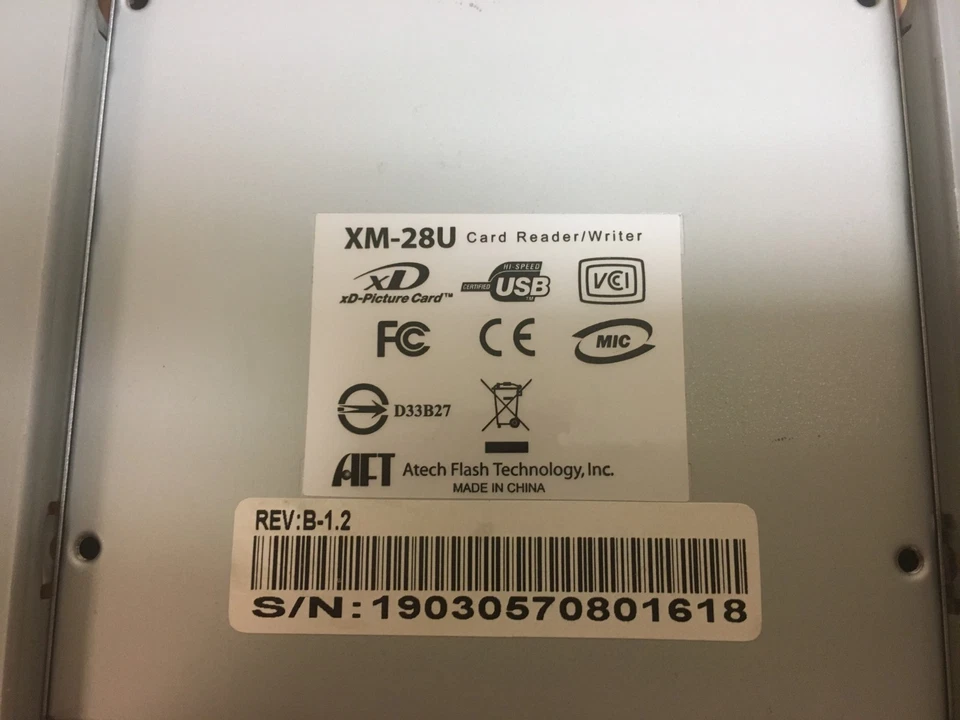 XM-28U Card Reader/Writer
xD
xD-Picture Card™
HI-SPEED
CERTIFIED USB™
VCI
FC CE MIC
D33B27
AFT Atech Flash Technology, Inc.
MADE IN CHINA
REV:B-1.2
S/N:19030570801618